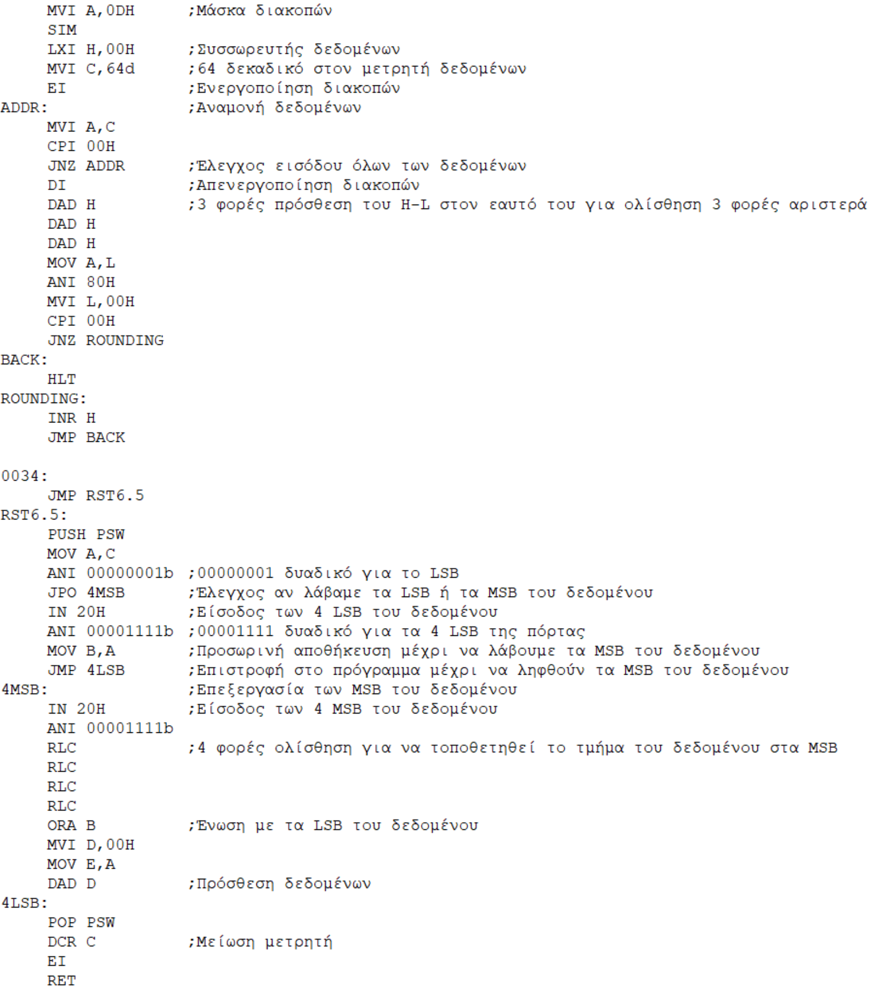 MVI A,0DH ;Μάσκα διακοπών
SIM
LXI H,00H ;Συσσωρευτής δεδομένων
MVI C,64d ;64 δεκαδικό στον μετρητή δεδομένων
EI ;Ενεργοποίηση διακοπών
ADDR: ;Αναμονή δεδομένων
MVI A,C
CPI 00H
JNZ ADDR ;Έλεγχος εισόδου όλων των δεδομένων
DI ;Απενεργοποίηση διακοπών
DAD H ;3 φορές πρόσθεση του H-L στον εαυτό του για ολίσθηση 3 φορές αριστερά
DAD H
DAD H
MOV A,L
ANI 80H
MVI L,00H
CPI 00H
JNZ ROUNDING
BACK:
HLT
ROUNDING:
INR H
JMP BACK
0034:
JMP RST6.5
RST6.5:
PUSH PSW
MOV A,C
ANI 00000001b ;00000001 δυαδικό για το LSB
JPO 4MSB ;Έλεγχος αν λάβαμε τα LSB ή τα MSB του δεδομένου
IN 20H ;Είσοδος των 4 LSB του δεδομένου
ANI 00001111b ;00001111 δυαδικό για τα 4 LSB της πόρτας
MOV B,A ;Προσωρινή αποθήκευση μέχρι να λάβουμε τα MSB του δεδομένου
JMP 4LSB ;Επιστροφή στο πρόγραμμα μέχρι να ληφθούν τα MSB του δεδομένου
4MSB: ;Επεξεργασία των MSB του δεδομένου
IN 20H ;Είσοδος των 4 MSB του δεδομένου
ANI 00001111b
RLC ;4 φορές ολίσθηση για να τοποθετηθεί το τμήμα του δεδομένου στα MSB
RLC
RLC
RLC
ORA B ;Ένωση με τα LSB του δεδομένου
MVI D,00H
MOV E,A
DAD D ;Πρόσθεση δεδομένων
4LSB:
POP PSW
DCR C ;Μείωση μετρητή
EI
RET